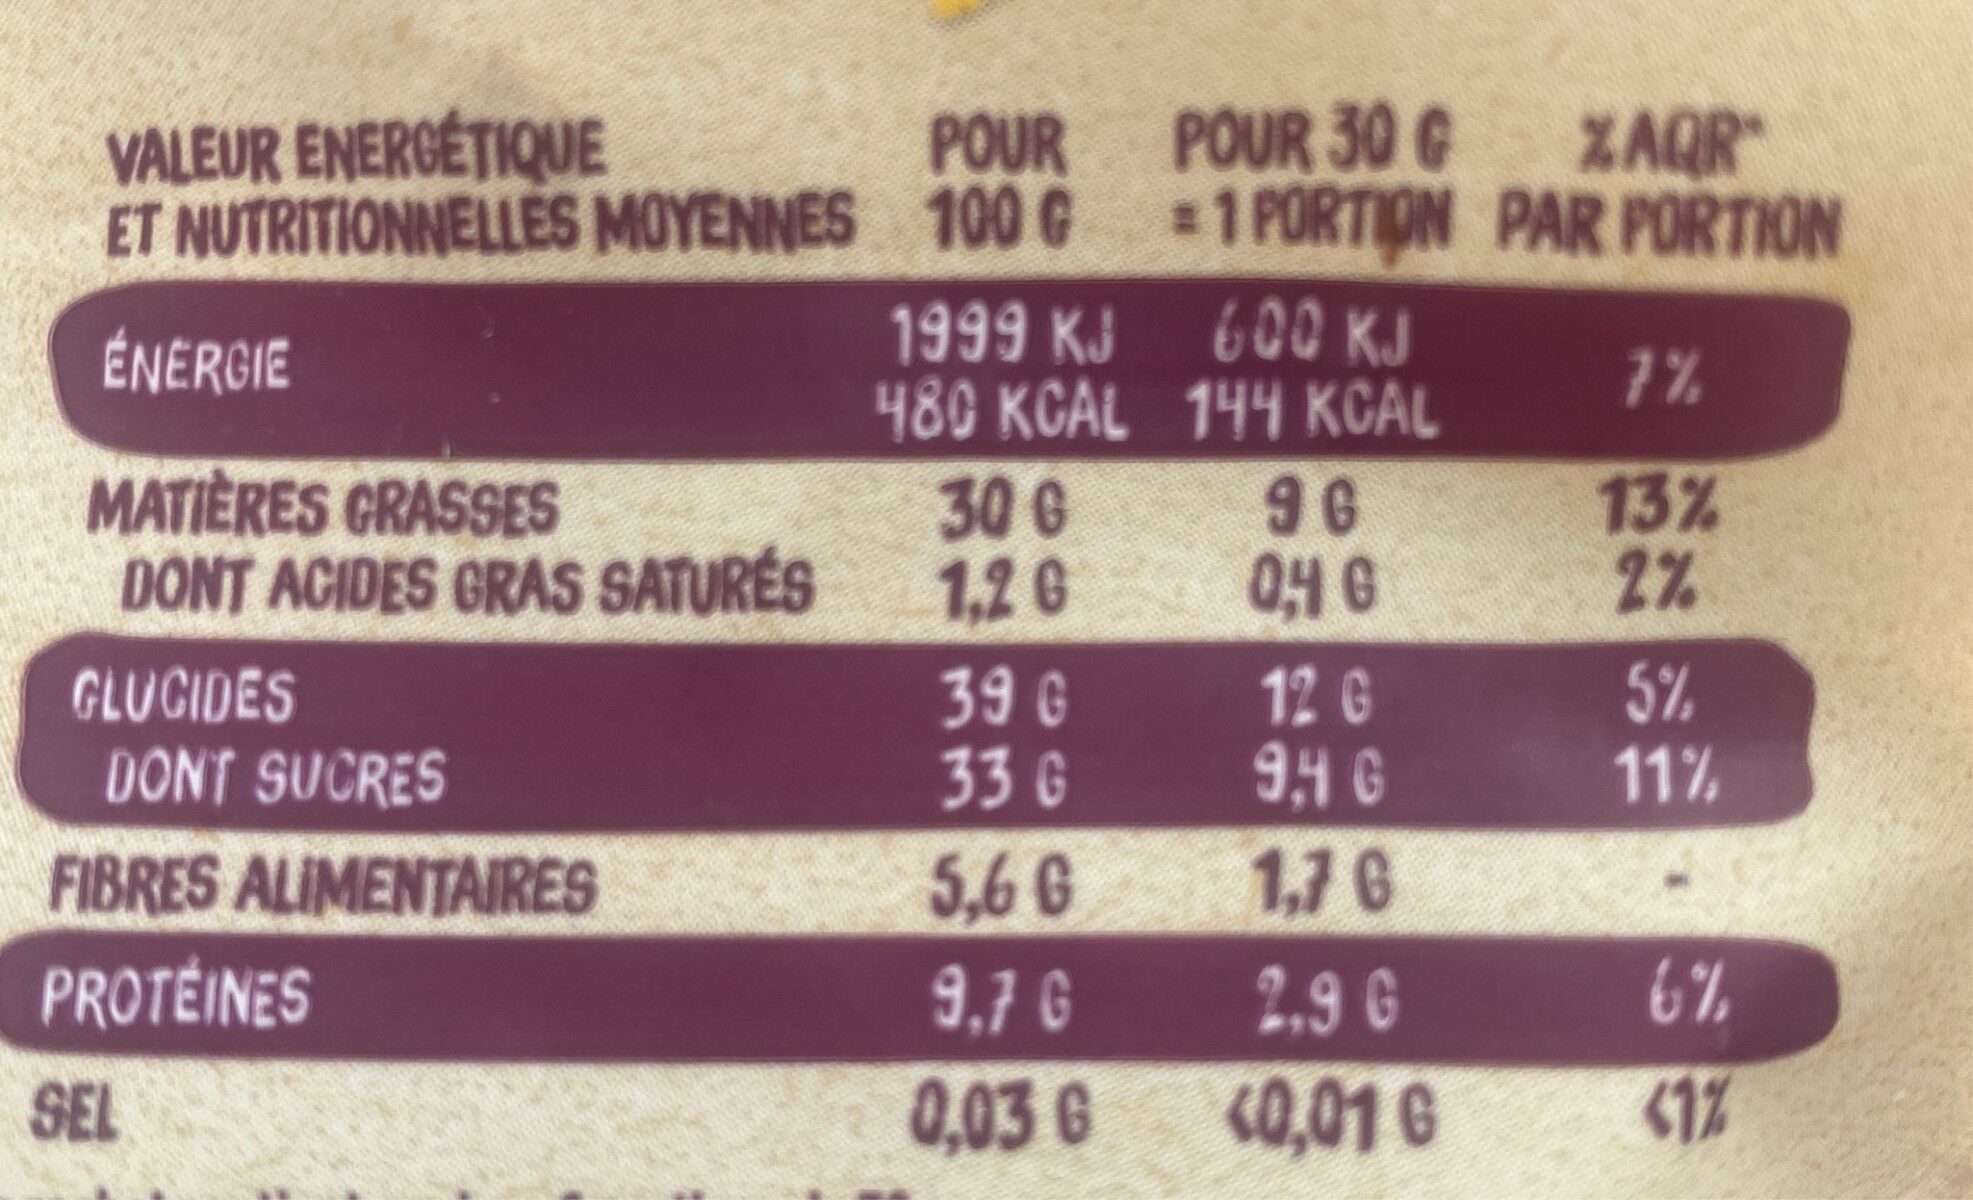 VALEUR ENERGÉTIQUE
ET NUTRITIONNELLES MOYENNES POUR 100 G POUR 30 G = 1 PORTION % AQR* PAR PORTION
ÉNERGIE 1999 KJ 600 KJ 7%
480 KCAL 144 KCAL
MATIÈRES GRASSES 30 G 9 G 13%
DONT ACIDES GRAS SATURÉS 1,2 G 0,4 G 2%
GLUCIDES 39 G 12 G 5%
DONT SUCRES 33 G 9,4 G 11%
FIBRES ALIMENTAIRES 5,6 G 1,7 G -
PROTÉINES 9,7 G 2,9 G 6%
SEL 0,03 G <0,01 G <1%